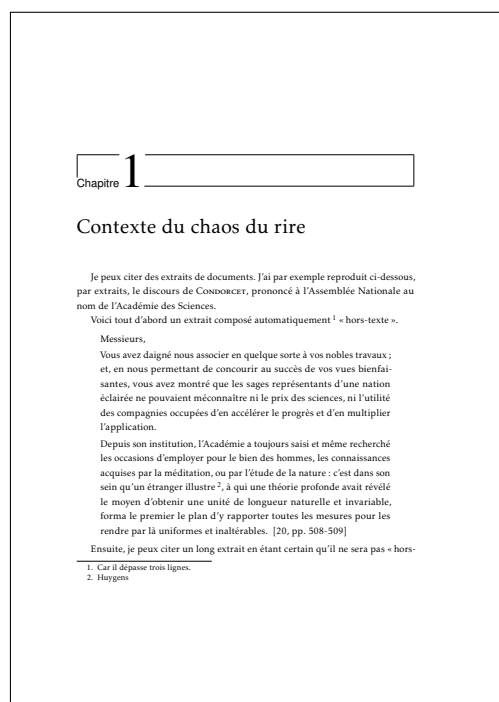 Chapitre 1
Contexte du chaos du rire
Je peux citer des extraits de documents. J'ai par exemple reproduit ci-dessous,
par extraits, le discours de Condorcet, prononcé à l'Assemblée Nationale au
nom de l'Académie des Sciences.
Voici tout d'abord un extrait composé automatiquement 1 « hors-texte ».
Messieurs,
Vous avez daigné nous associer en quelque sorte à vos nobles travaux ;
et, en nous permettant de concourir au succès de vos vues bienfai-
santes, vous avez montré que les sages représentants d'une nation
éclairée ne pouvaient méconnaître ni le prix des sciences, ni l'utilité
des compagnies occupées d'en accélérer le progrès et d'en multiplier
l'application.
Depuis son institution, l'Académie a toujours saisi et même recherché
les occasions d'employer pour le bien des hommes, les connaissances
acquises par la méditation, ou par l'étude de la nature : c'est dans son
sein qu'un étranger illustre 2, à qui une théorie profonde avait révélé
le moyen d'obtenir une unité de longueur naturelle et invariable,
forma le premier le plan d'y rapporter toutes les mesures pour les
rendre par là uniformes et inaltérables. [20, pp. 508-509]
Ensuite, je peux citer un long extrait en étant certain qu'il ne sera pas « hors-
1. Car il dépasse trois lignes.
2. Huygens